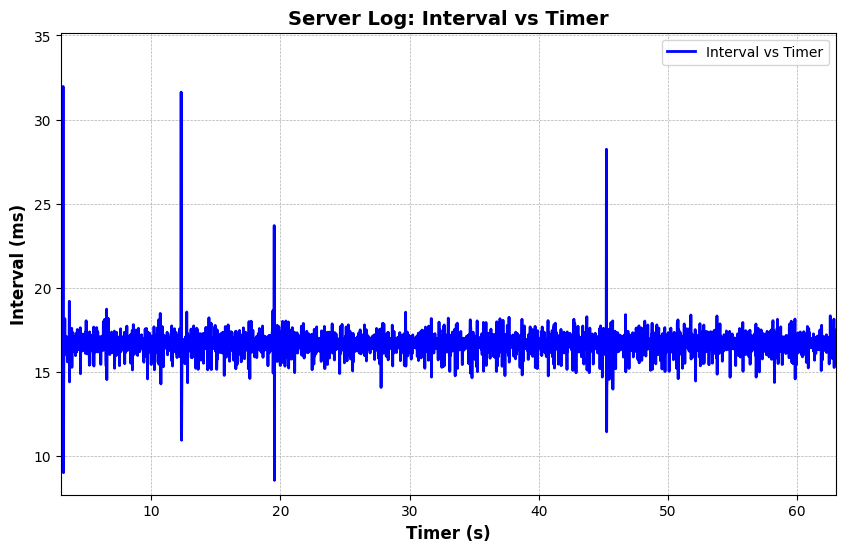 Server Log: Interval vs Timer
Interval vs Timer
35
30
25
20
15
10
Interval (ms)
10 20 30 40 50 60
Timer (s)